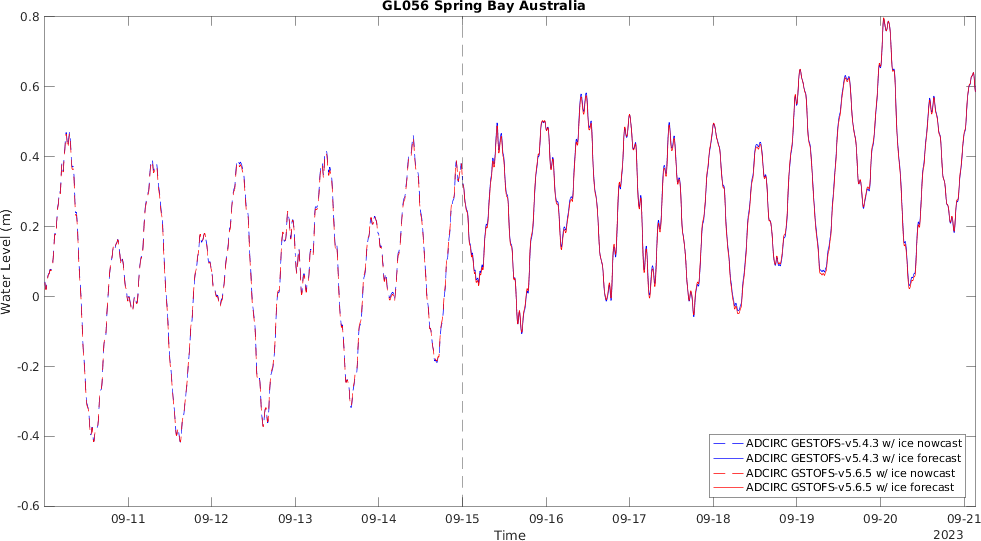 GL056 Spring Bay Australia
Water Level (m)
0.8
0.6
0.4
0.2
0
-0.2
-0.4
-0.6
ADCIRC GESTOFS-v5.4.3 w/ ice nowcast
ADCIRC GESTOFS-v5.4.3 w/ ice forecast
ADCIRC GSTOFS-v5.6.5 w/ ice nowcast
ADCIRC GSTOFS-v5.6.5 w/ ice forecast
09-11 09-12 09-13 09-14 09-15 09-16 09-17 09-18 09-19 09-20 09-21
Time
2023